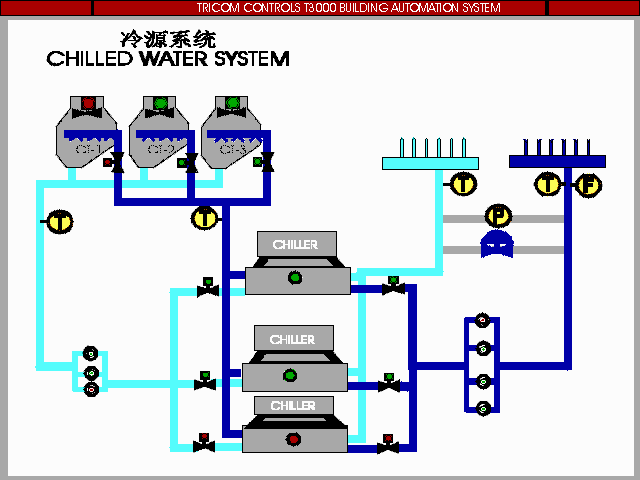 TRICOM CONTROLS T3000 BUILDING AUTOMATION SYSTEM
冷源系统
CHILLED WATER SYSTEM
CT-1
CT-2
CT-3
T
T
T
T
F
P
CHILLER
CHILLER
CHILLER